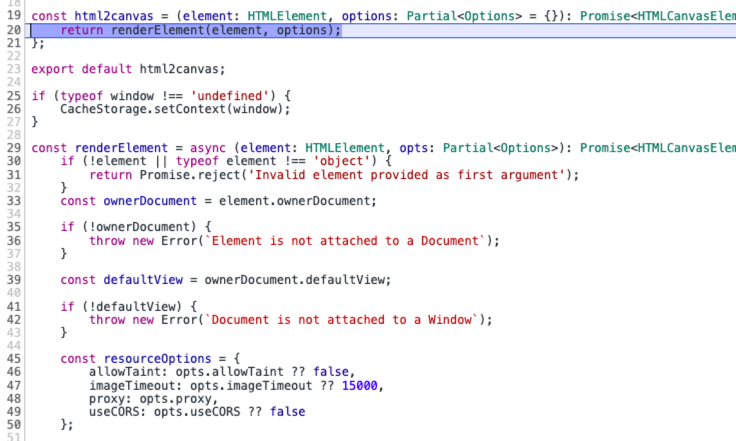 18
19 const html2canvas = (element: HTMLElement, options: Partial<Options> = {}): Promise<HTMLCanvasElem
20     return renderElement(element, options);
21 };
22
23 export default html2canvas;
24
25 if (typeof window !== 'undefined') {
26     CacheStorage.setContext(window);
27 }
28
29 const renderElement = async (element: HTMLElement, opts: Partial<Options>): Promise<HTMLCanvasElem
30     if (!element || typeof element !== 'object') {
31         return Promise.reject('Invalid element provided as first argument');
32     }
33     const ownerDocument = element.ownerDocument;
34
35     if (!ownerDocument) {
36         throw new Error(`Element is not attached to a Document`);
37     }
38
39     const defaultView = ownerDocument.defaultView;
40
41     if (!defaultView) {
42         throw new Error(`Document is not attached to a Window`);
43     }
44
45     const resourceOptions = {
46         allowTaint: opts.allowTaint ?? false,
47         imageTimeout: opts.imageTimeout ?? 15000,
48         proxy: opts.proxy,
49         useCORS: opts.useCORS ?? false
50     };
51